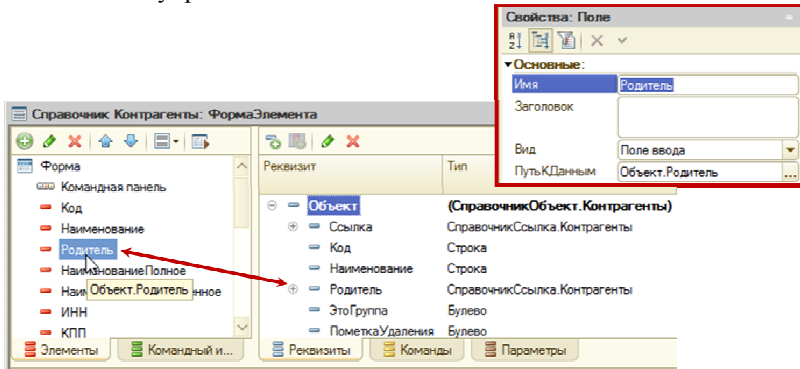 Свойства: Поле
Основные:
Имя Родитель
Заголовок
Вид Поле ввода
ПутьКДанным Объект.Родитель ...
Справочник Контрагенты: ФормаЭлемента
Форма
Командная панель
Код
Наименование
Родитель
НаименованиеПолное
Объект.Родитель
ИНН
КПП
Элементы Командный и...
Реквизит Тип
Объект (СправочникОбъект.Контрагенты)
Ссылка СправочникСсылка.Контрагенты
Код Строка
Наименование Строка
Родитель СправочникСсылка.Контрагенты
ЭтоГруппа Булево
ПометкаУдаления Булево
Реквизиты Команды Параметры